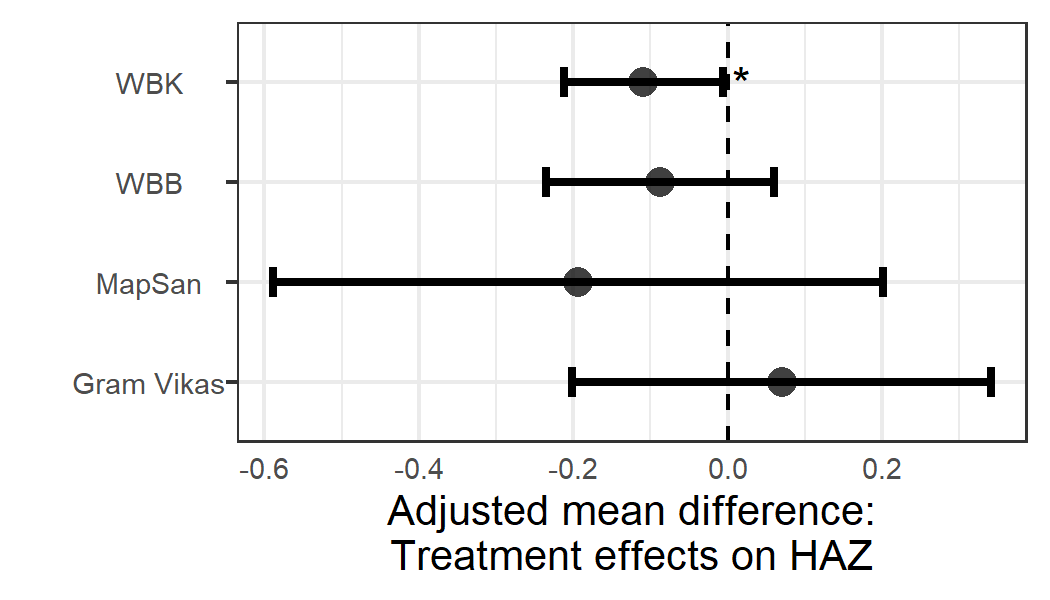 WBK
*
WBB
MapSan
Gram Vikas
-0.6 -0.4 -0.2 0.0 0.2
Adjusted mean difference:
Treatment effects on HAZ